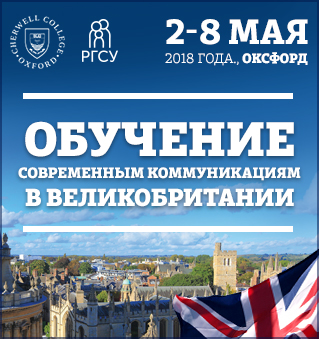 CHERWELL COLLEGE
OXFORD
РГСУ
2-8 МАЯ
2018 ГОДА., ОКСФОРД
ОБУЧЕНИЕ
СОВРЕМЕННЫМ КОММУНИКАЦИЯМ
В ВЕЛИКОБРИТАНИИ